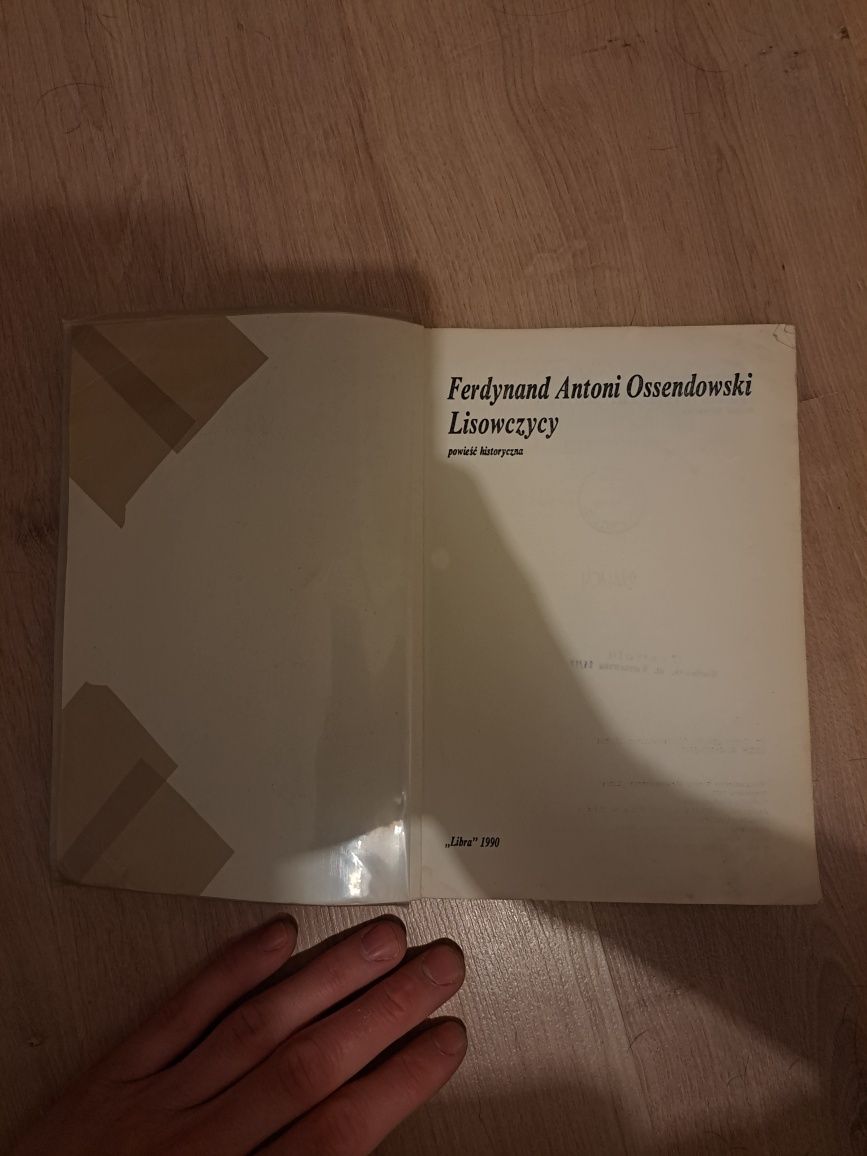 Ferdynand Antoni Ossendowski
Lisowczycy
powieść historyczna
„Libra” 1990